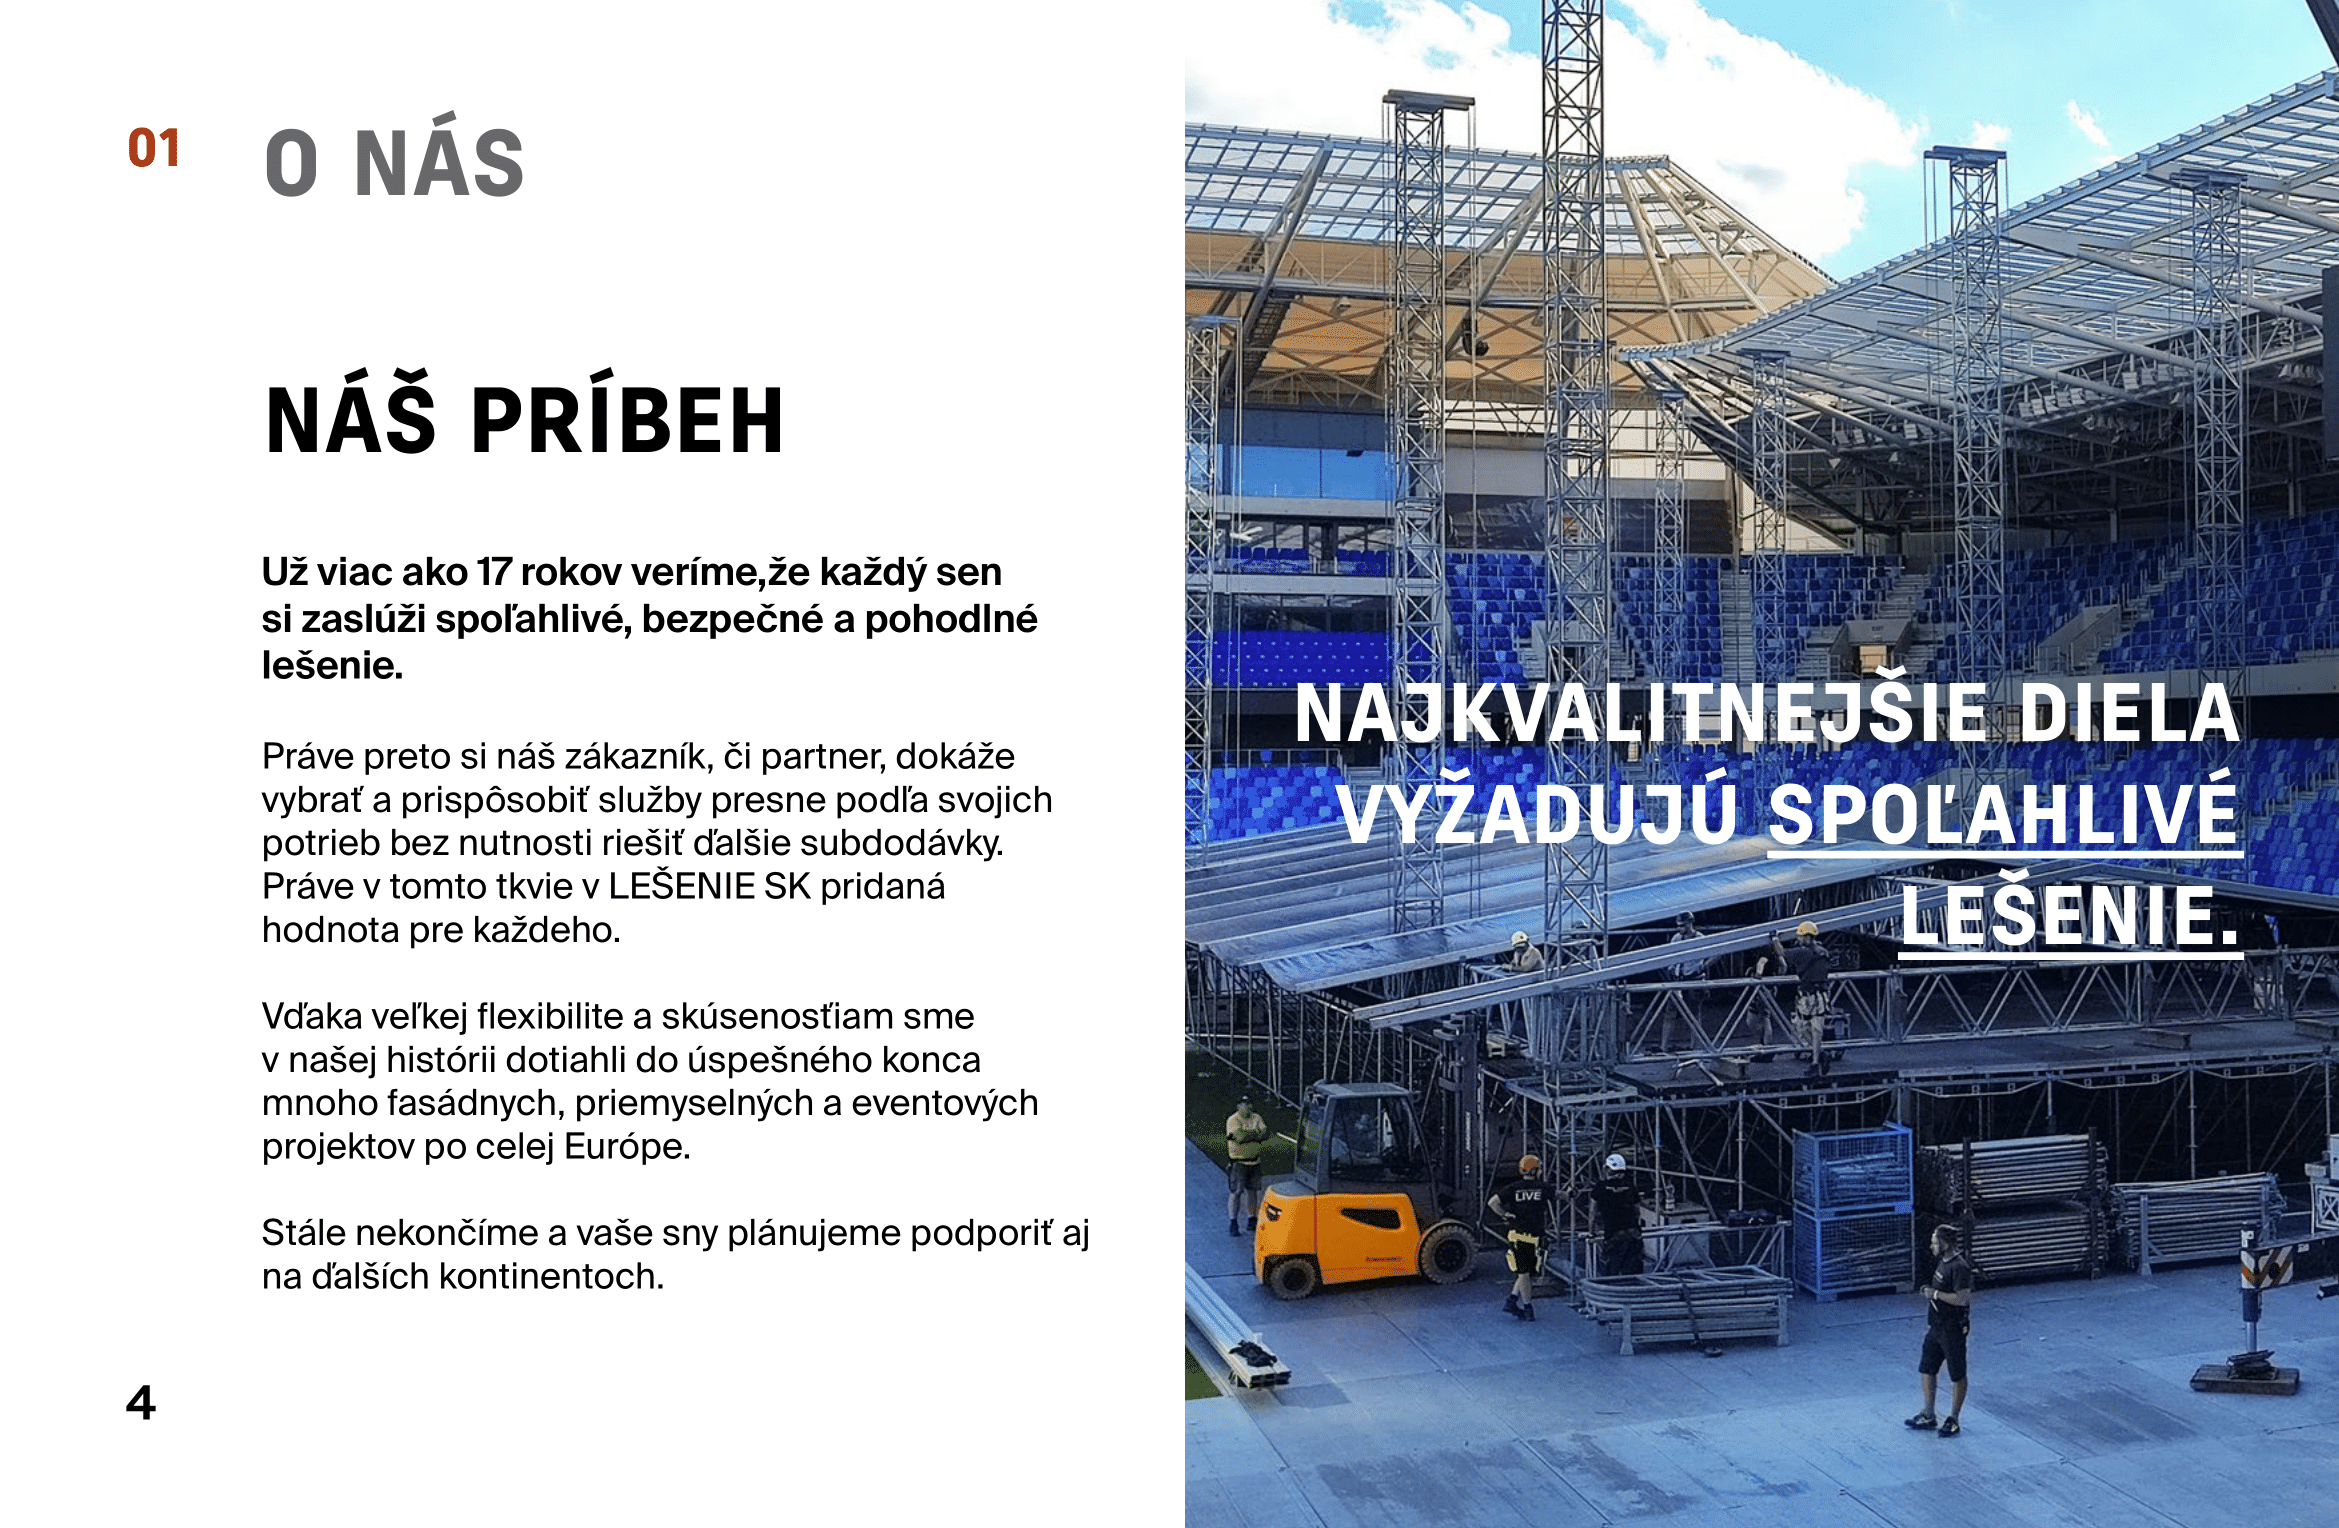 01
O NÁS
NÁŠ PRÍBEH
Už viac ako 17 rokov veríme,že každý sen
si zaslúži spoľahlivé, bezpečné a pohodlné
lešenie.
Práve preto si náš zákazník, či partner, dokáže
vybrať a prispôsobiť služby presne podľa svojich
potrieb bez nutnosti riešiť ďalšie subdodávky.
Práve v tomto tkvie v LEŠENIE SK pridaná
hodnota pre každeho.
Vďaka veľkej flexibilite a skúsenosťiam sme
v našej histórii dotiahli do úspešného konca
mnoho fasádnych, priemyselných a eventových
projektov po celej Európe.
Stále nekončíme a vaše sny plánujeme podporiť aj
na ďalších kontinentoch.
4
NAJKVALITNEJŠIE DIELA
VYŽADUJÚ SPOĽAHLIVÉ
LEŠENIE.
LIVE